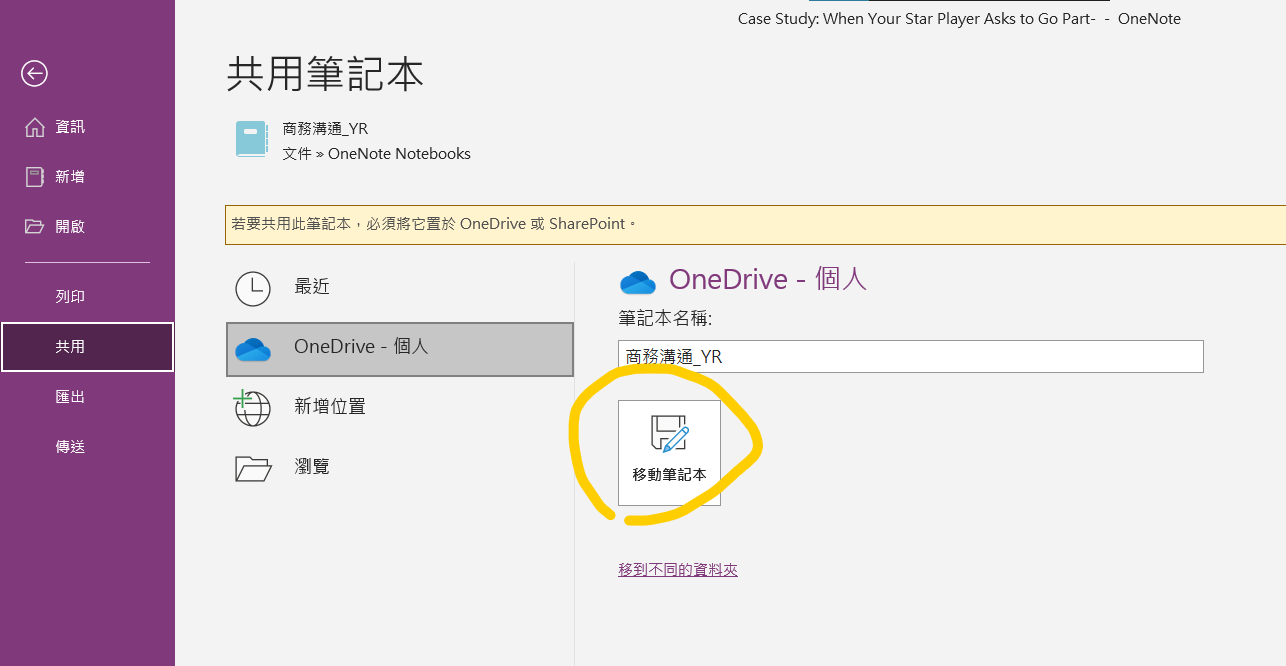 Case Study: When Your Star Player Asks to Go Part- - OneNote
共用筆記本
資訊
新增
開啟
列印
共用
匯出
傳送
商務溝通_YR
文件 » OneNote Notebooks
若要共用此筆記本，必須將它置於 OneDrive 或 SharePoint。
最近
OneDrive - 個人
新增位置
瀏覽
OneDrive - 個人
筆記本名稱:
商務溝通_YR
移動筆記本
移到不同的資料夾